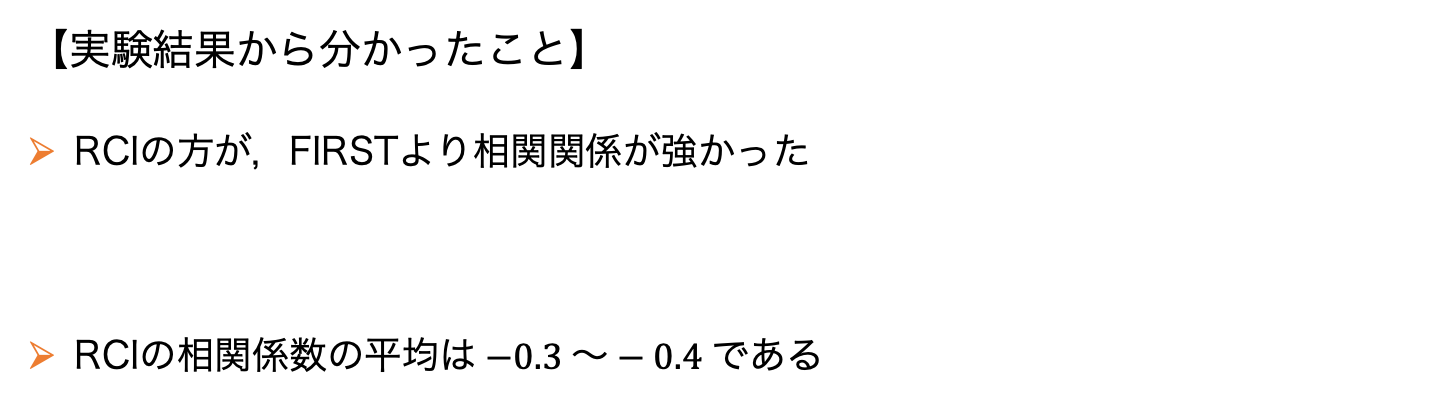 【実験結果から分かったこと】
➢ RCIの方が，FIRSTより相関関係が強かった
➢ RCIの相関係数の平均は −0.3 ～ − 0.4 である